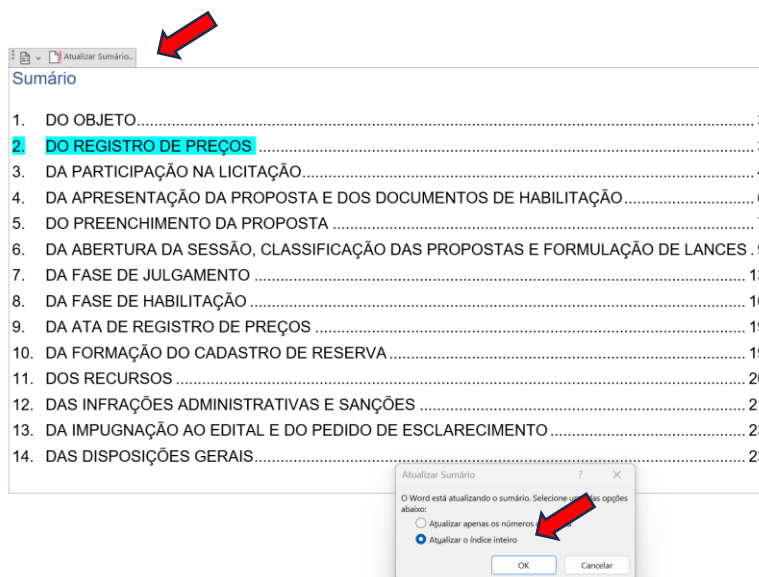 Atualizar Sumário...
Sumário
1. DO OBJETO
2. DO REGISTRO DE PREÇOS
3. DA PARTICIPAÇÃO NA LICITAÇÃO
4. DA APRESENTAÇÃO DA PROPOSTA E DOS DOCUMENTOS DE HABILITAÇÃO
5. DO PREENCHIMENTO DA PROPOSTA
6. DA ABERTURA DA SESSÃO, CLASSIFICAÇÃO DAS PROPOSTAS E FORMULAÇÃO DE LANCES
7. DA FASE DE JULGAMENTO
8. DA FASE DE HABILITAÇÃO
9. DA ATA DE REGISTRO DE PREÇOS
10. DA FORMAÇÃO DO CADASTRO DE RESERVA
11. DOS RECURSOS
12. DAS INFRAÇÕES ADMINISTRATIVAS E SANÇÕES
13. DA IMPUGNAÇÃO AO EDITAL E DO PEDIDO DE ESCLARECIMENTO
14. DAS DISPOSIÇÕES GERAIS
Atualizar Sumário ? ×
O Word está atualizando o sumário. Selecione das opções
abaixo:
Atualizar apenas os números
Atualizar o índice inteiro
OK Cancelar